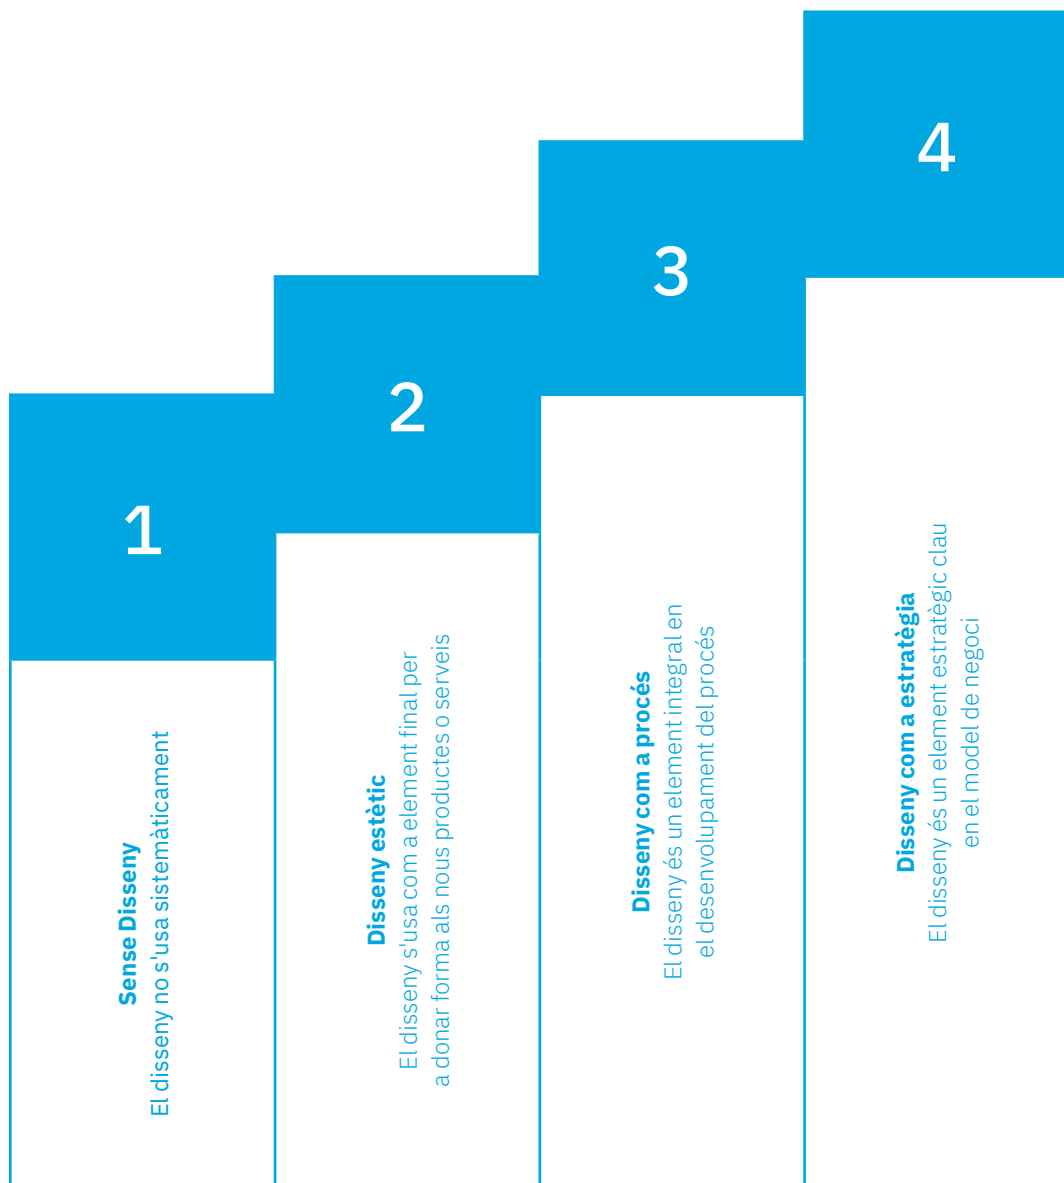 1
Sense Disseny
El disseny no s'usa sistemàticament
2
Disseny estètic
El disseny s'usa com a element final per
a donar forma als nous productes o serveis
3
Disseny com a procés
El disseny és un element integral en
el desenvolupament del procés
4
Disseny com a estratègia
El disseny és un element estratègic clau
en el model de negoci